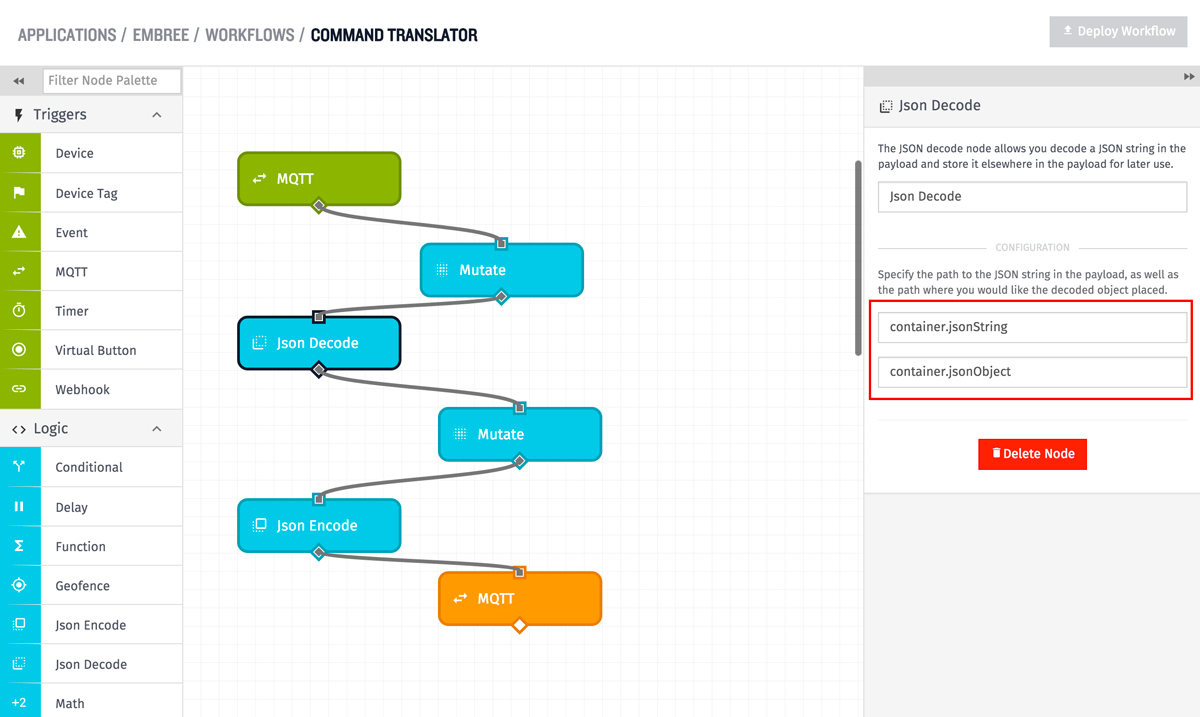 APPLICATIONS / EMBREE / WORKFLOWS / COMMAND TRANSLATOR
Deploy Workflow
Filter Node Palette
Triggers
Device
Device Tag
Event
MQTT
Timer
Virtual Button
Webhook
Logic
Conditional
Delay
Function
Geofence
Json Encode
Json Decode
+2 Math
MQTT
Mutate
Json Decode
Mutate
Json Encode
MQTT
Json Decode
The JSON decode node allows you decode a JSON string in the
payload and store it elsewhere in the payload for later use.
Json Decode
CONFIGURATION
Specify the path to the JSON string in the payload, as well as
the path where you would like the decoded object placed.
container.jsonString
container.jsonObject
Delete Node